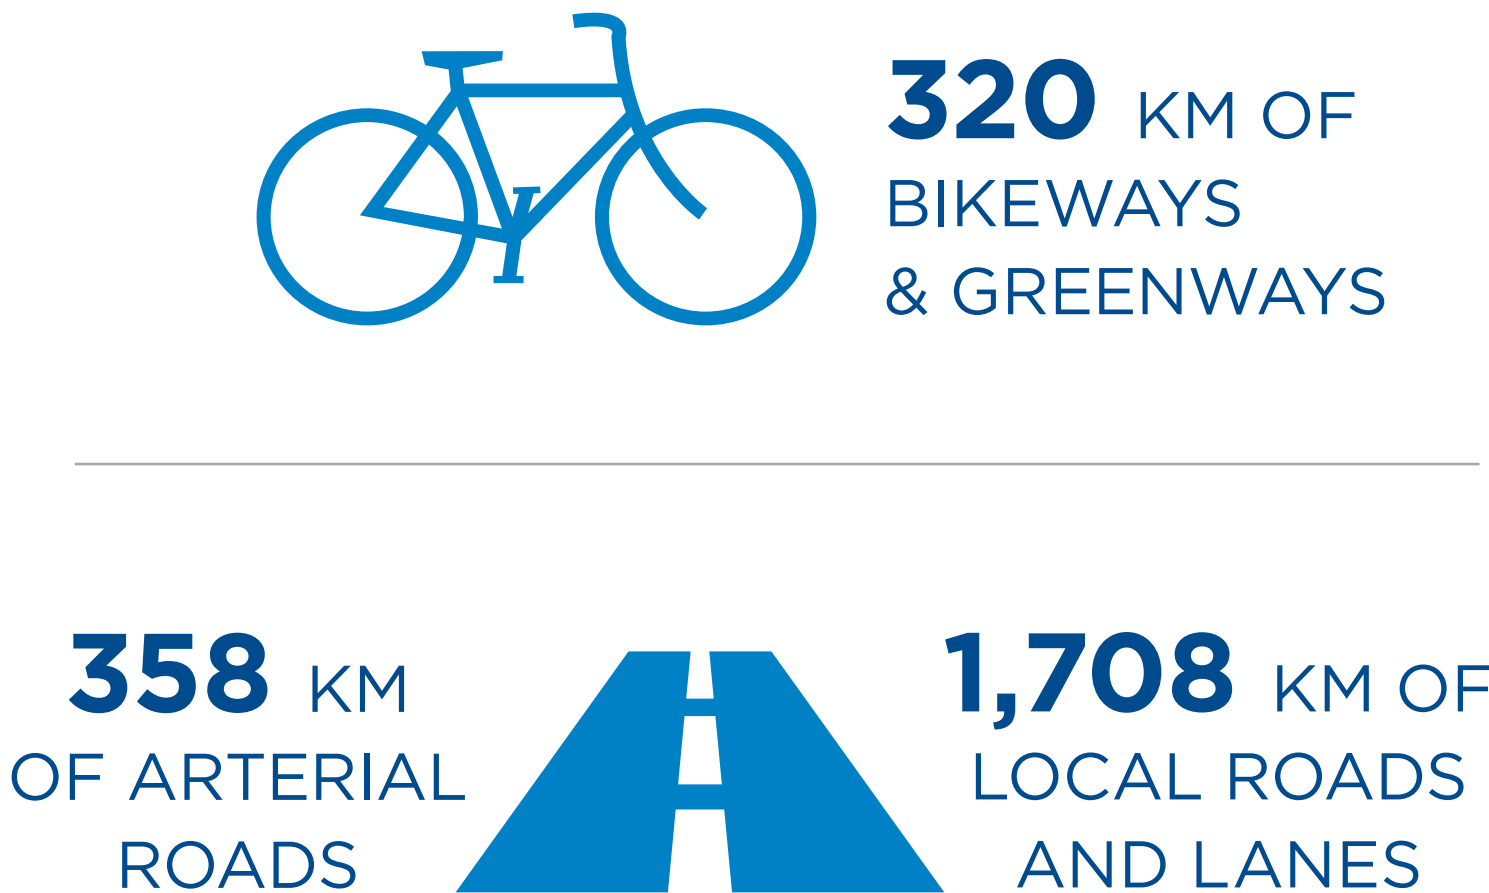 320 KM OF
BIKEWAYS
& GREENWAYS
358 KM
OF ARTERIAL
ROADS
1,708 KM OF
LOCAL ROADS
AND LANES